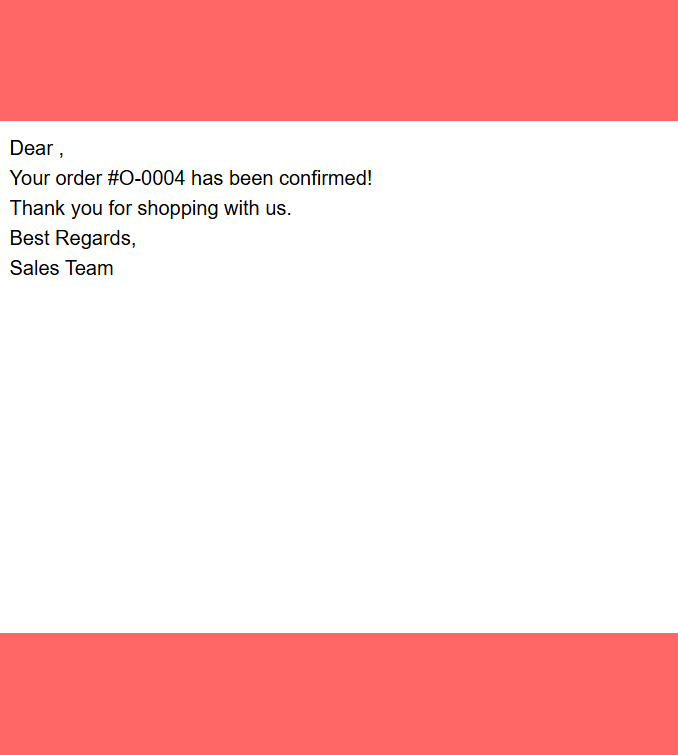 Dear ,
Your order #O-0004 has been confirmed!
Thank you for shopping with us.
Best Regards,
Sales Team